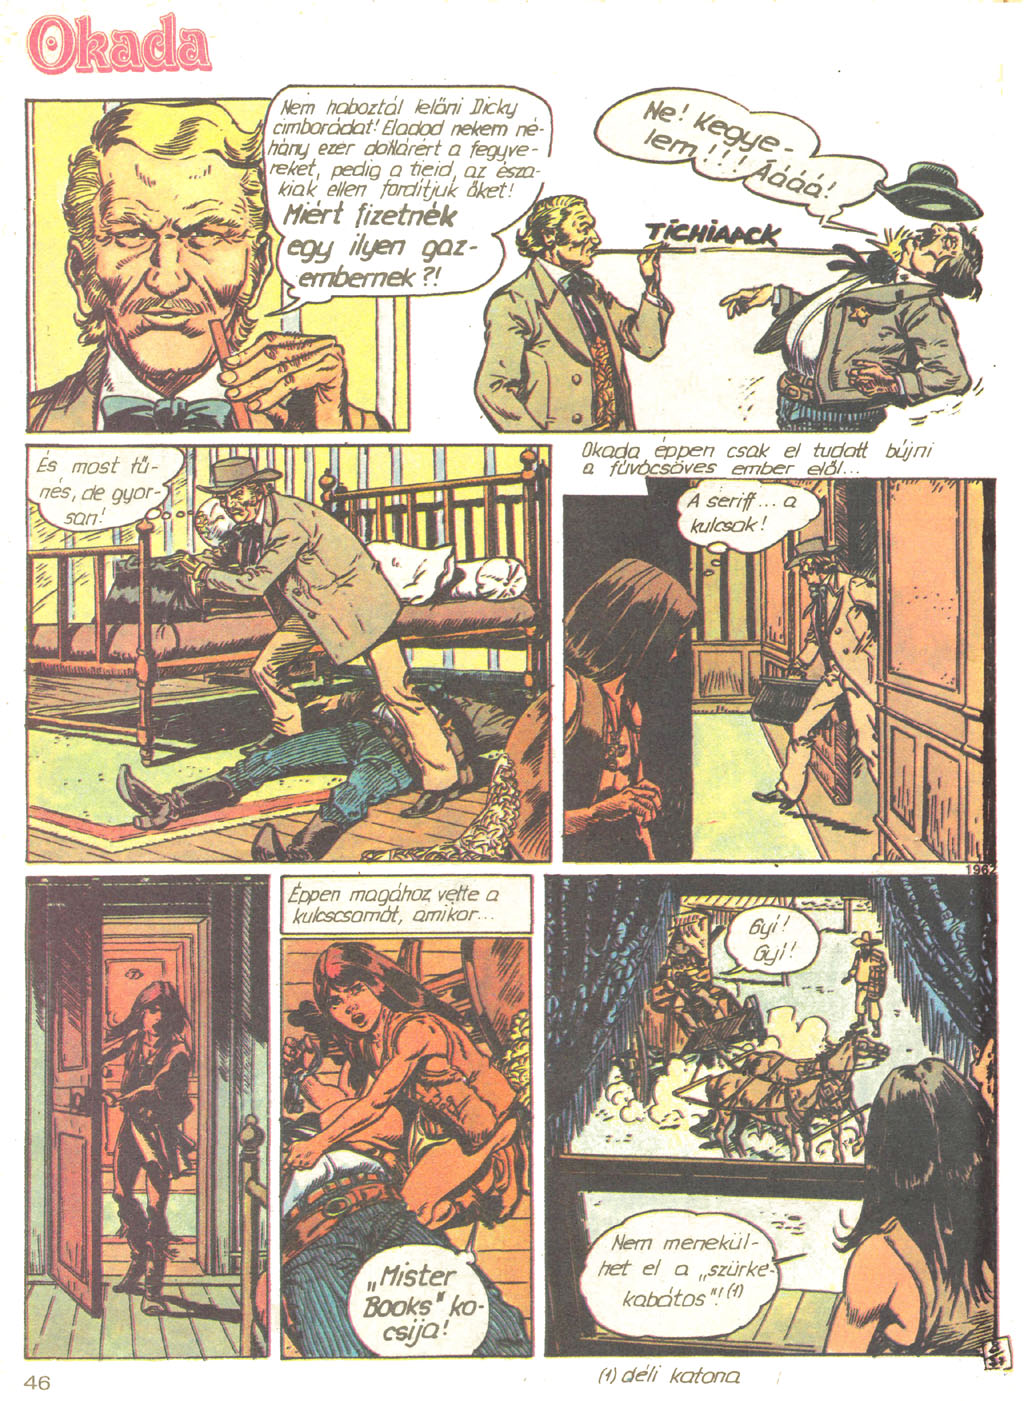 Okada
Nem haboztál lelőni Dicky
cimborádat! Eladod nekem né-
hány ezer dollárért a fegyve-
reket, pedig a tieid, az észa-
kiak ellen fordítjuk őket!
Miért fizetnék
egy ilyen gaz-
embernek?!
Ne! Kegye-
lem!!! Áááá!
TICHIAACK
És most tű-
nés, de gyor-
san!
Okada éppen csak el tudott bújni
a fúvócsöves ember elől...
A seriff... a
kulcsok!
1962
Éppen magához vette a
kulcscsomót, amikor...
„Mister
Books" ko-
csija!
Gyí!
Gyí!
Nem menekül-
het el a „szürke-
kabátos"! (1)
(1) déli katona
46